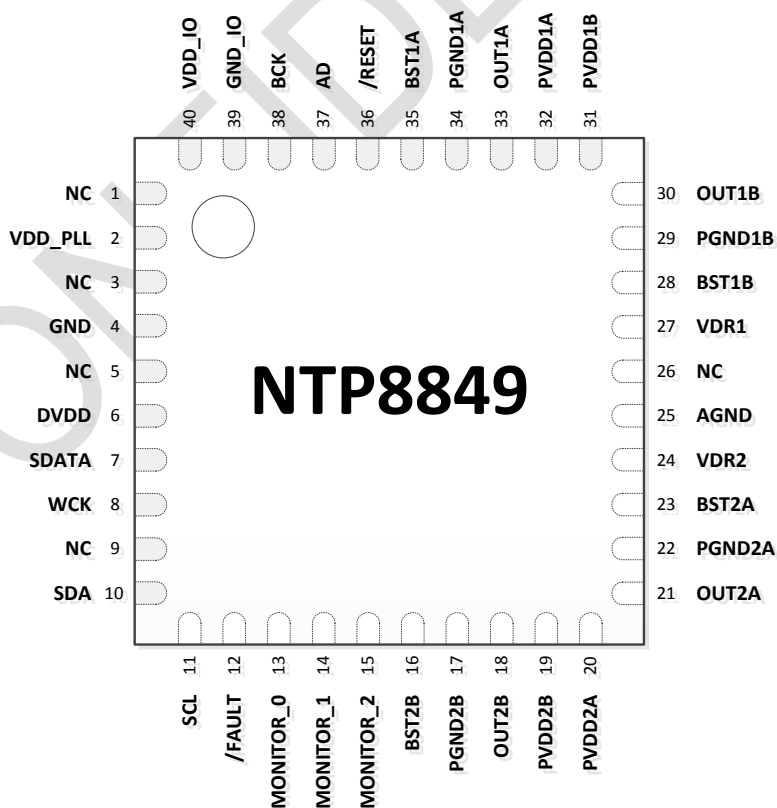 VDD_IO
GND_IO
BCK
AD
/RESET
BST1A
PGND1A
OUT1A
PVDD1A
PVDD1B
40
39
38
37
36
35
34
33
32
31
NC 1
VDD_PLL 2
NC 3
GND 4
NC 5
DVDD 6
SDATA 7
WCK 8
NC 9
SDA 10
NTP8849
30 OUT1B
29 PGND1B
28 BST1B
27 VDR1
26 NC
25 AGND
24 VDR2
23 BST2A
22 PGND2A
21 OUT2A
11
12
13
14
15
16
17
18
19
20
SCL
/FAULT
MONITOR_0
MONITOR_1
MONITOR_2
BST2B
PGND2B
OUT2B
PVDD2B
PVDD2A